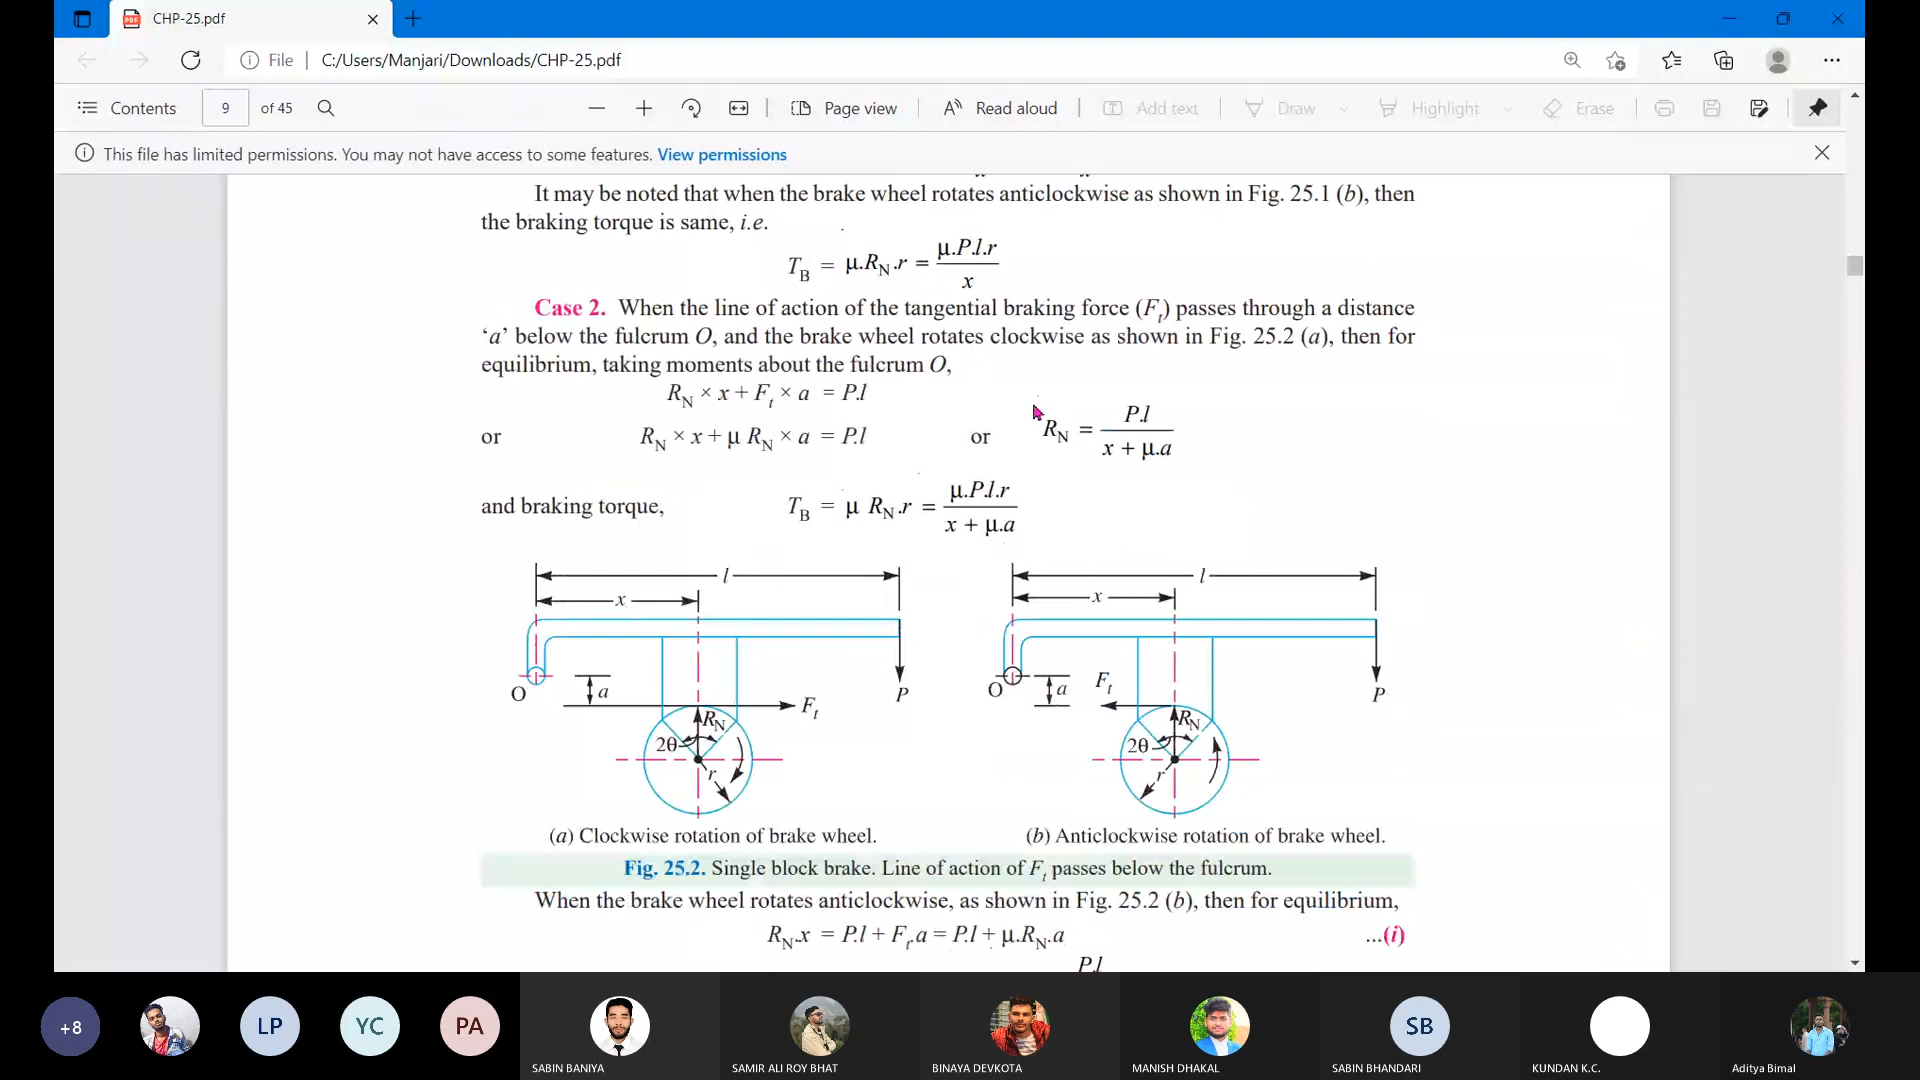 CHP-25.pdf
File | C:/Users/Manjari/Downloads/CHP-25.pdf
Contents 9 of 45 Page view Read aloud Add text Draw Highlight Erase
This file has limited permissions. You may not have access to some features. View permissions
It may be noted that when the brake wheel rotates anticlockwise as shown in Fig. 25.1 (b), then
the braking torque is same, i.e.
T_B = μ.R_N.r = μ.P.l.r / x
Case 2. When the line of action of the tangential braking force (F_t) passes through a distance
‘a’ below the fulcrum O, and the brake wheel rotates clockwise as shown in Fig. 25.2 (a), then for
equilibrium, taking moments about the fulcrum O,
R_N × x + F_t × a = P.l
or R_N × x + μ R_N × a = P.l or R_N = P.l / x + μ.a
and braking torque, T_B = μ R_N.r = μ.P.l.r / x + μ.a
l l
x x
O a F_t P O a F_t P
R_N 2θ r R_N 2θ r
(a) Clockwise rotation of brake wheel. (b) Anticlockwise rotation of brake wheel.
Fig. 25.2. Single block brake. Line of action of F_t passes below the fulcrum.
When the brake wheel rotates anticlockwise, as shown in Fig. 25.2 (b), then for equilibrium,
R_N.x = P.l + F_t.a = P.l + μ.R_N.a ...(i)
P.l
+8 LP YC PA SB
SABIN BANIYA SAMIR ALI ROY BHAT BINAYA DEVKOTA MANISH DHAKAL SABIN BHANDARI KUNDAN K.C. Aditya Bimal